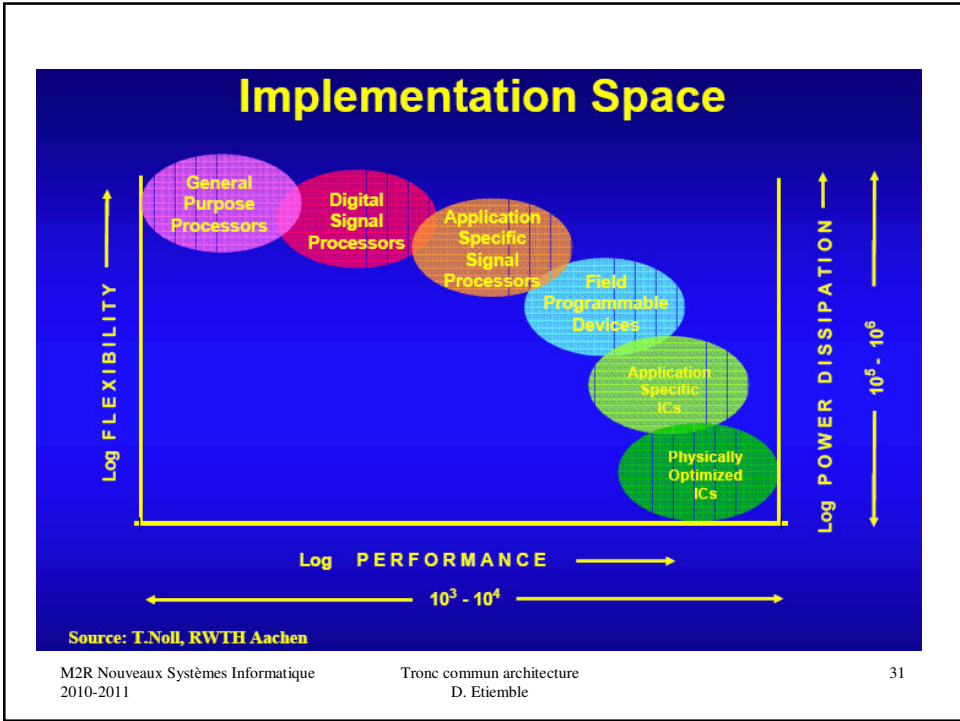 Implementation Space
General
Purpose
Processors
Digital
Signal
Processors
Application
Specific
Signal
Processors
Field
Programmable
Devices
Application
Specific
ICs
Physically
Optimized
ICs
Log FLEXIBILITY
Log POWER DISSIPATION
10⁵ - 10⁶
Log PERFORMANCE
10³ - 10⁴
Source: T.Noll, RWTH Aachen
M2R Nouveaux Systèmes Informatique
2010-2011
Tronc commun architecture
D. Etiemble
31